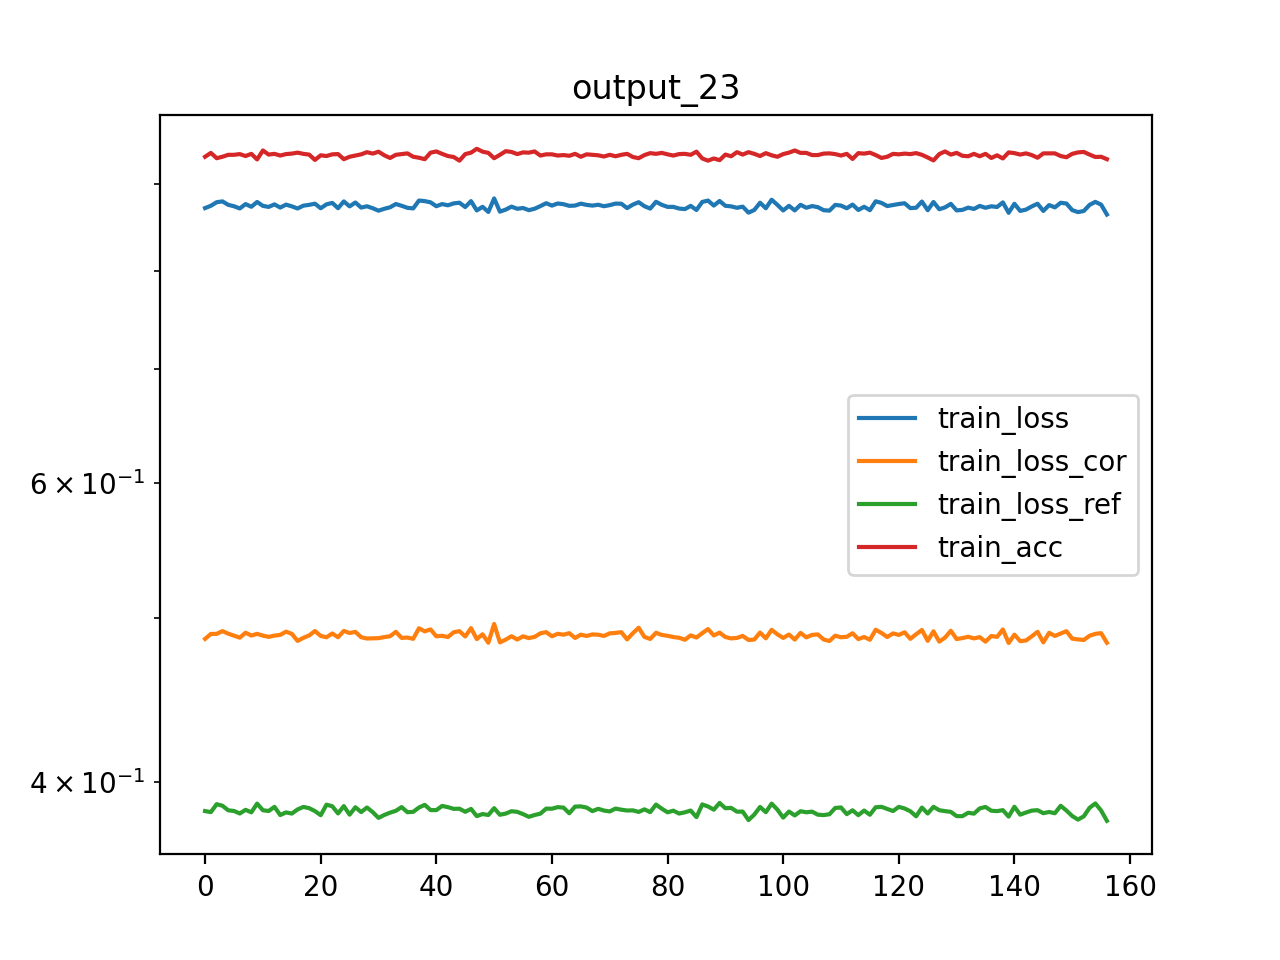 output_23
6 × 10⁻¹
4 × 10⁻¹
train_loss
train_loss_cor
train_loss_ref
train_acc
0 20 40 60 80 100 120 140 160